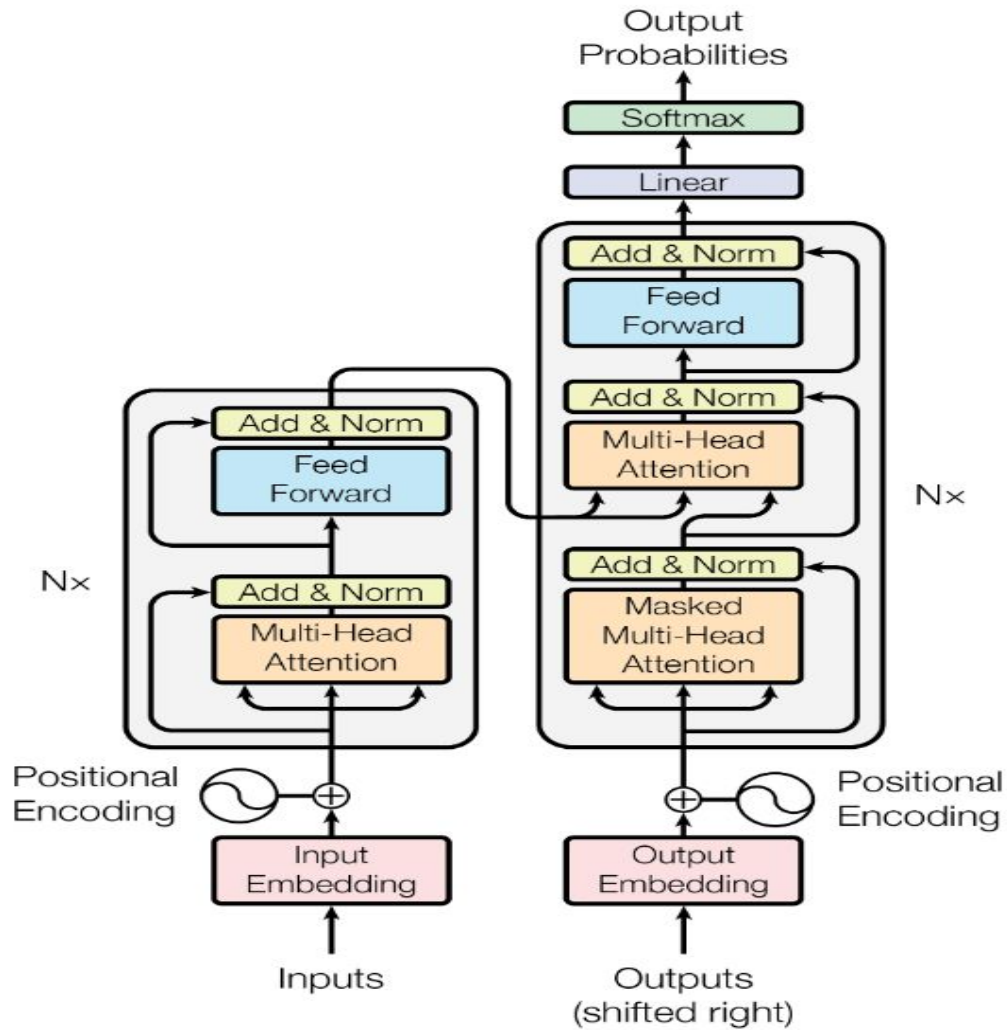 Output
Probabilities
Softmax
Linear
Add & Norm
Feed
Forward
Add & Norm
Multi-Head
Attention
Nx
Add & Norm
Masked
Multi-Head
Attention
Add & Norm
Feed
Forward
Nx
Add & Norm
Multi-Head
Attention
Positional
Encoding
Positional
Encoding
Input
Embedding
Output
Embedding
Inputs
Outputs
(shifted right)